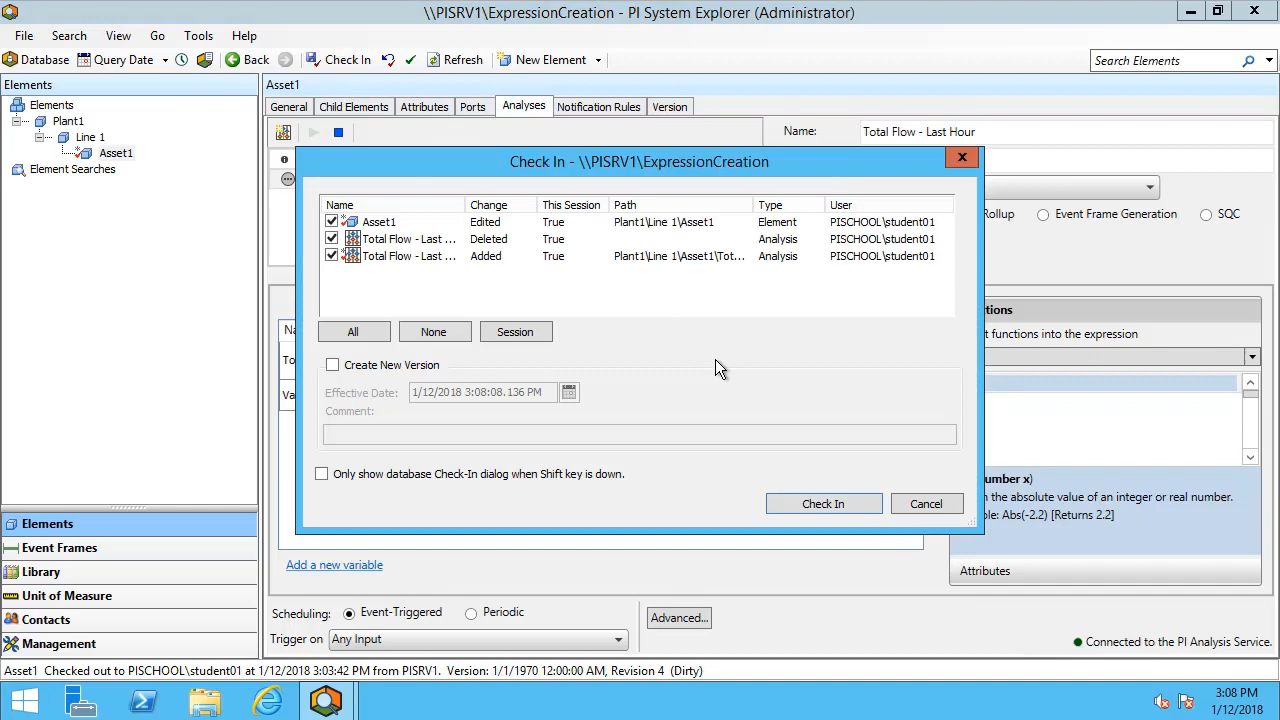 \\PISRV1\ExpressionCreation - PI System Explorer (Administrator)
File Search View Go Tools Help
Database Query Date Back Check In Refresh New Element Search Elements
Elements
Elements
Plant1
Line 1
Asset1
Element Searches
Asset1
General Child Elements Attributes Ports Analyses Notification Rules Version
Name: Total Flow - Last Hour
Rollup Event Frame Generation SQC
Check In - \\PISRV1\ExpressionCreation
Name Change This Session Path Type User
Asset1 Edited True Plant1\Line 1\Asset1 Element PISCHOOL\student01
Total Flow - Last ... Deleted True Analysis PISCHOOL\student01
Total Flow - Last ... Added True Plant1\Line 1\Asset1\Tot... Analysis PISCHOOL\student01
All None Session
Create New Version
Effective Date: 1/12/2018 3:08:08.136 PM
Comment:
Only show database Check-In dialog when Shift key is down.
Check In Cancel
Na
To
Va
tions
t functions into the expression
umber x)
n the absolute value of an integer or real number.
ple: Abs(-2.2) [Returns 2.2]
Attributes
Add a new variable
Scheduling: Event-Triggered Periodic Advanced...
Trigger on Any Input
Connected to the PI Analysis Service.
Elements
Event Frames
Library
Unit of Measure
Contacts
Management
Asset1 Checked out to PISCHOOL\student01 at 1/12/2018 3:03:42 PM from PISRV1. Version: 1/1/1970 12:00:00 AM, Revision 4 (Dirty)
3:08 PM
1/12/2018